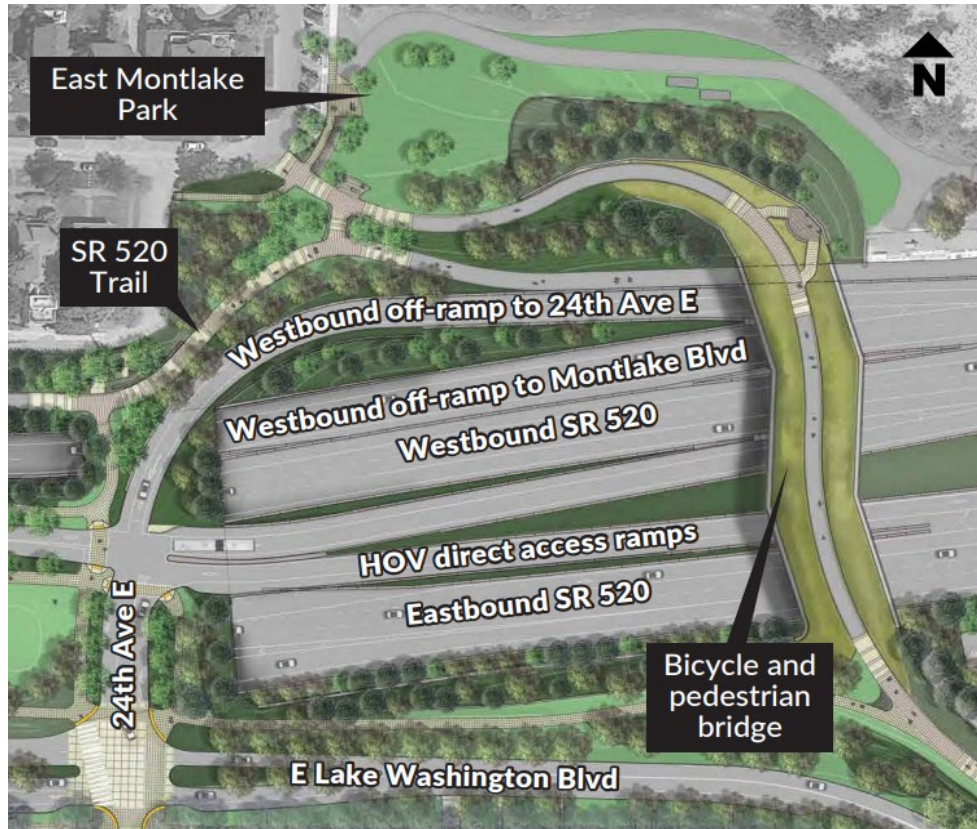 N
East Montlake
Park
SR 520
Trail
Westbound off-ramp to 24th Ave E
Westbound off-ramp to Montlake Blvd
Westbound SR 520
HOV direct access ramps
Eastbound SR 520
24th Ave E
Bicycle and
pedestrian
bridge
E Lake Washington Blvd